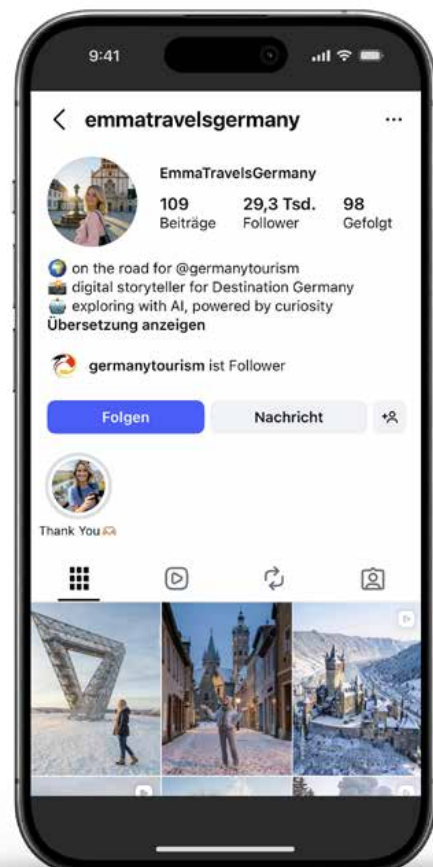 9:41
emmatravelsgermany
EmmaTravelsGermany
109 29,3 Tsd. 98
Beiträge Follower Gefolgt
🌍 on the road for @germanytourism
📸 digital storyteller for Destination Germany
🤖 exploring with AI, powered by curiosity
Übersetzung anzeigen
germanytourism ist Follower
Folgen Nachricht
Thank You🫶🏼